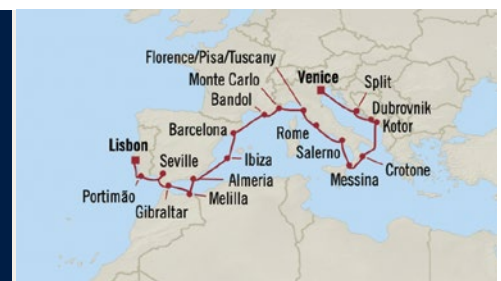 Florence/Pisa/Tuscany
Monte Carlo
Venice
Bandol
Split
Dubrovnik
Kotor
Barcelona
Rome
Lisbon
Seville
Ibiza
Salerno
Crotone
Almeria
Messina
Portimão
Melilla
Gibraltar